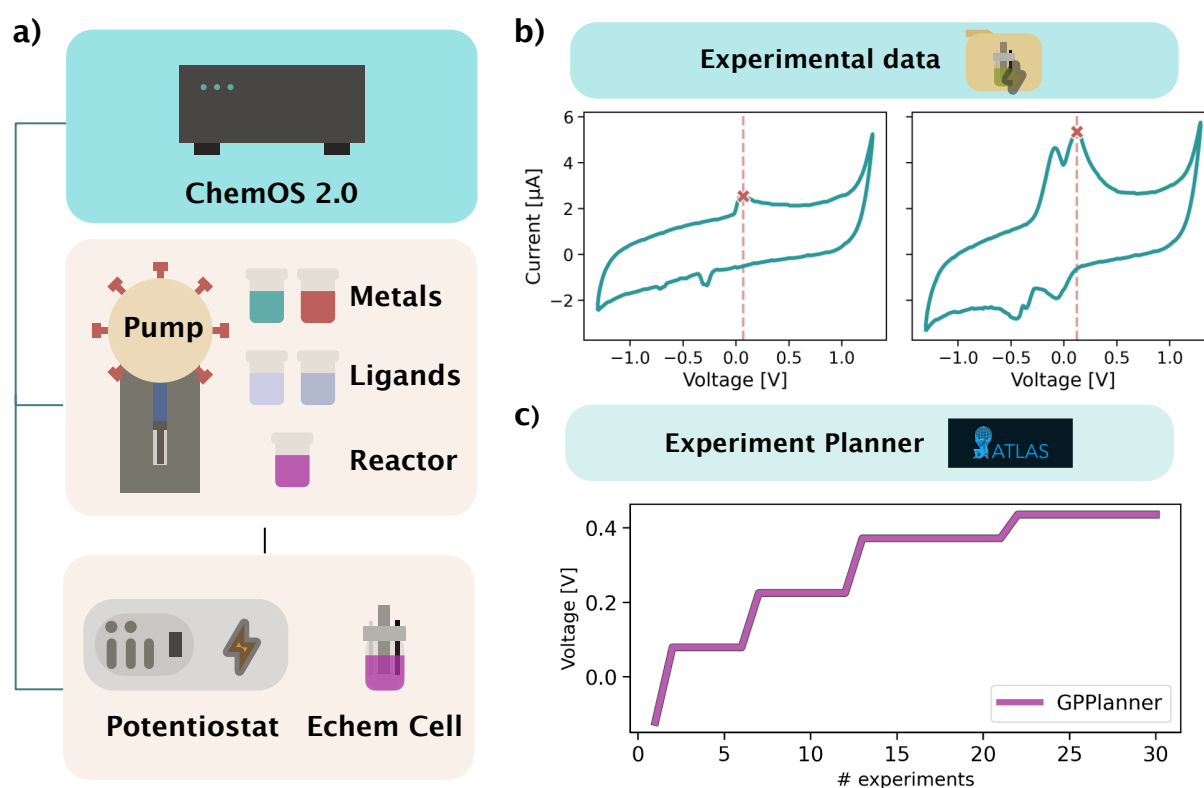 a)
ChemOS 2.0
Pump
Metals
Ligands
Reactor
Potentiostat
Echem Cell
b)
Experimental data
6
4
2
0
−2
Current [µA]
−1.0
−0.5
0.0
0.5
1.0
Voltage [V]
−1.0
−0.5
0.0
0.5
1.0
Voltage [V]
c)
Experiment Planner
ATLAS
0.4
0.2
0.0
Voltage [V]
GPPlanner
0
5
10
15
20
25
30
# experiments